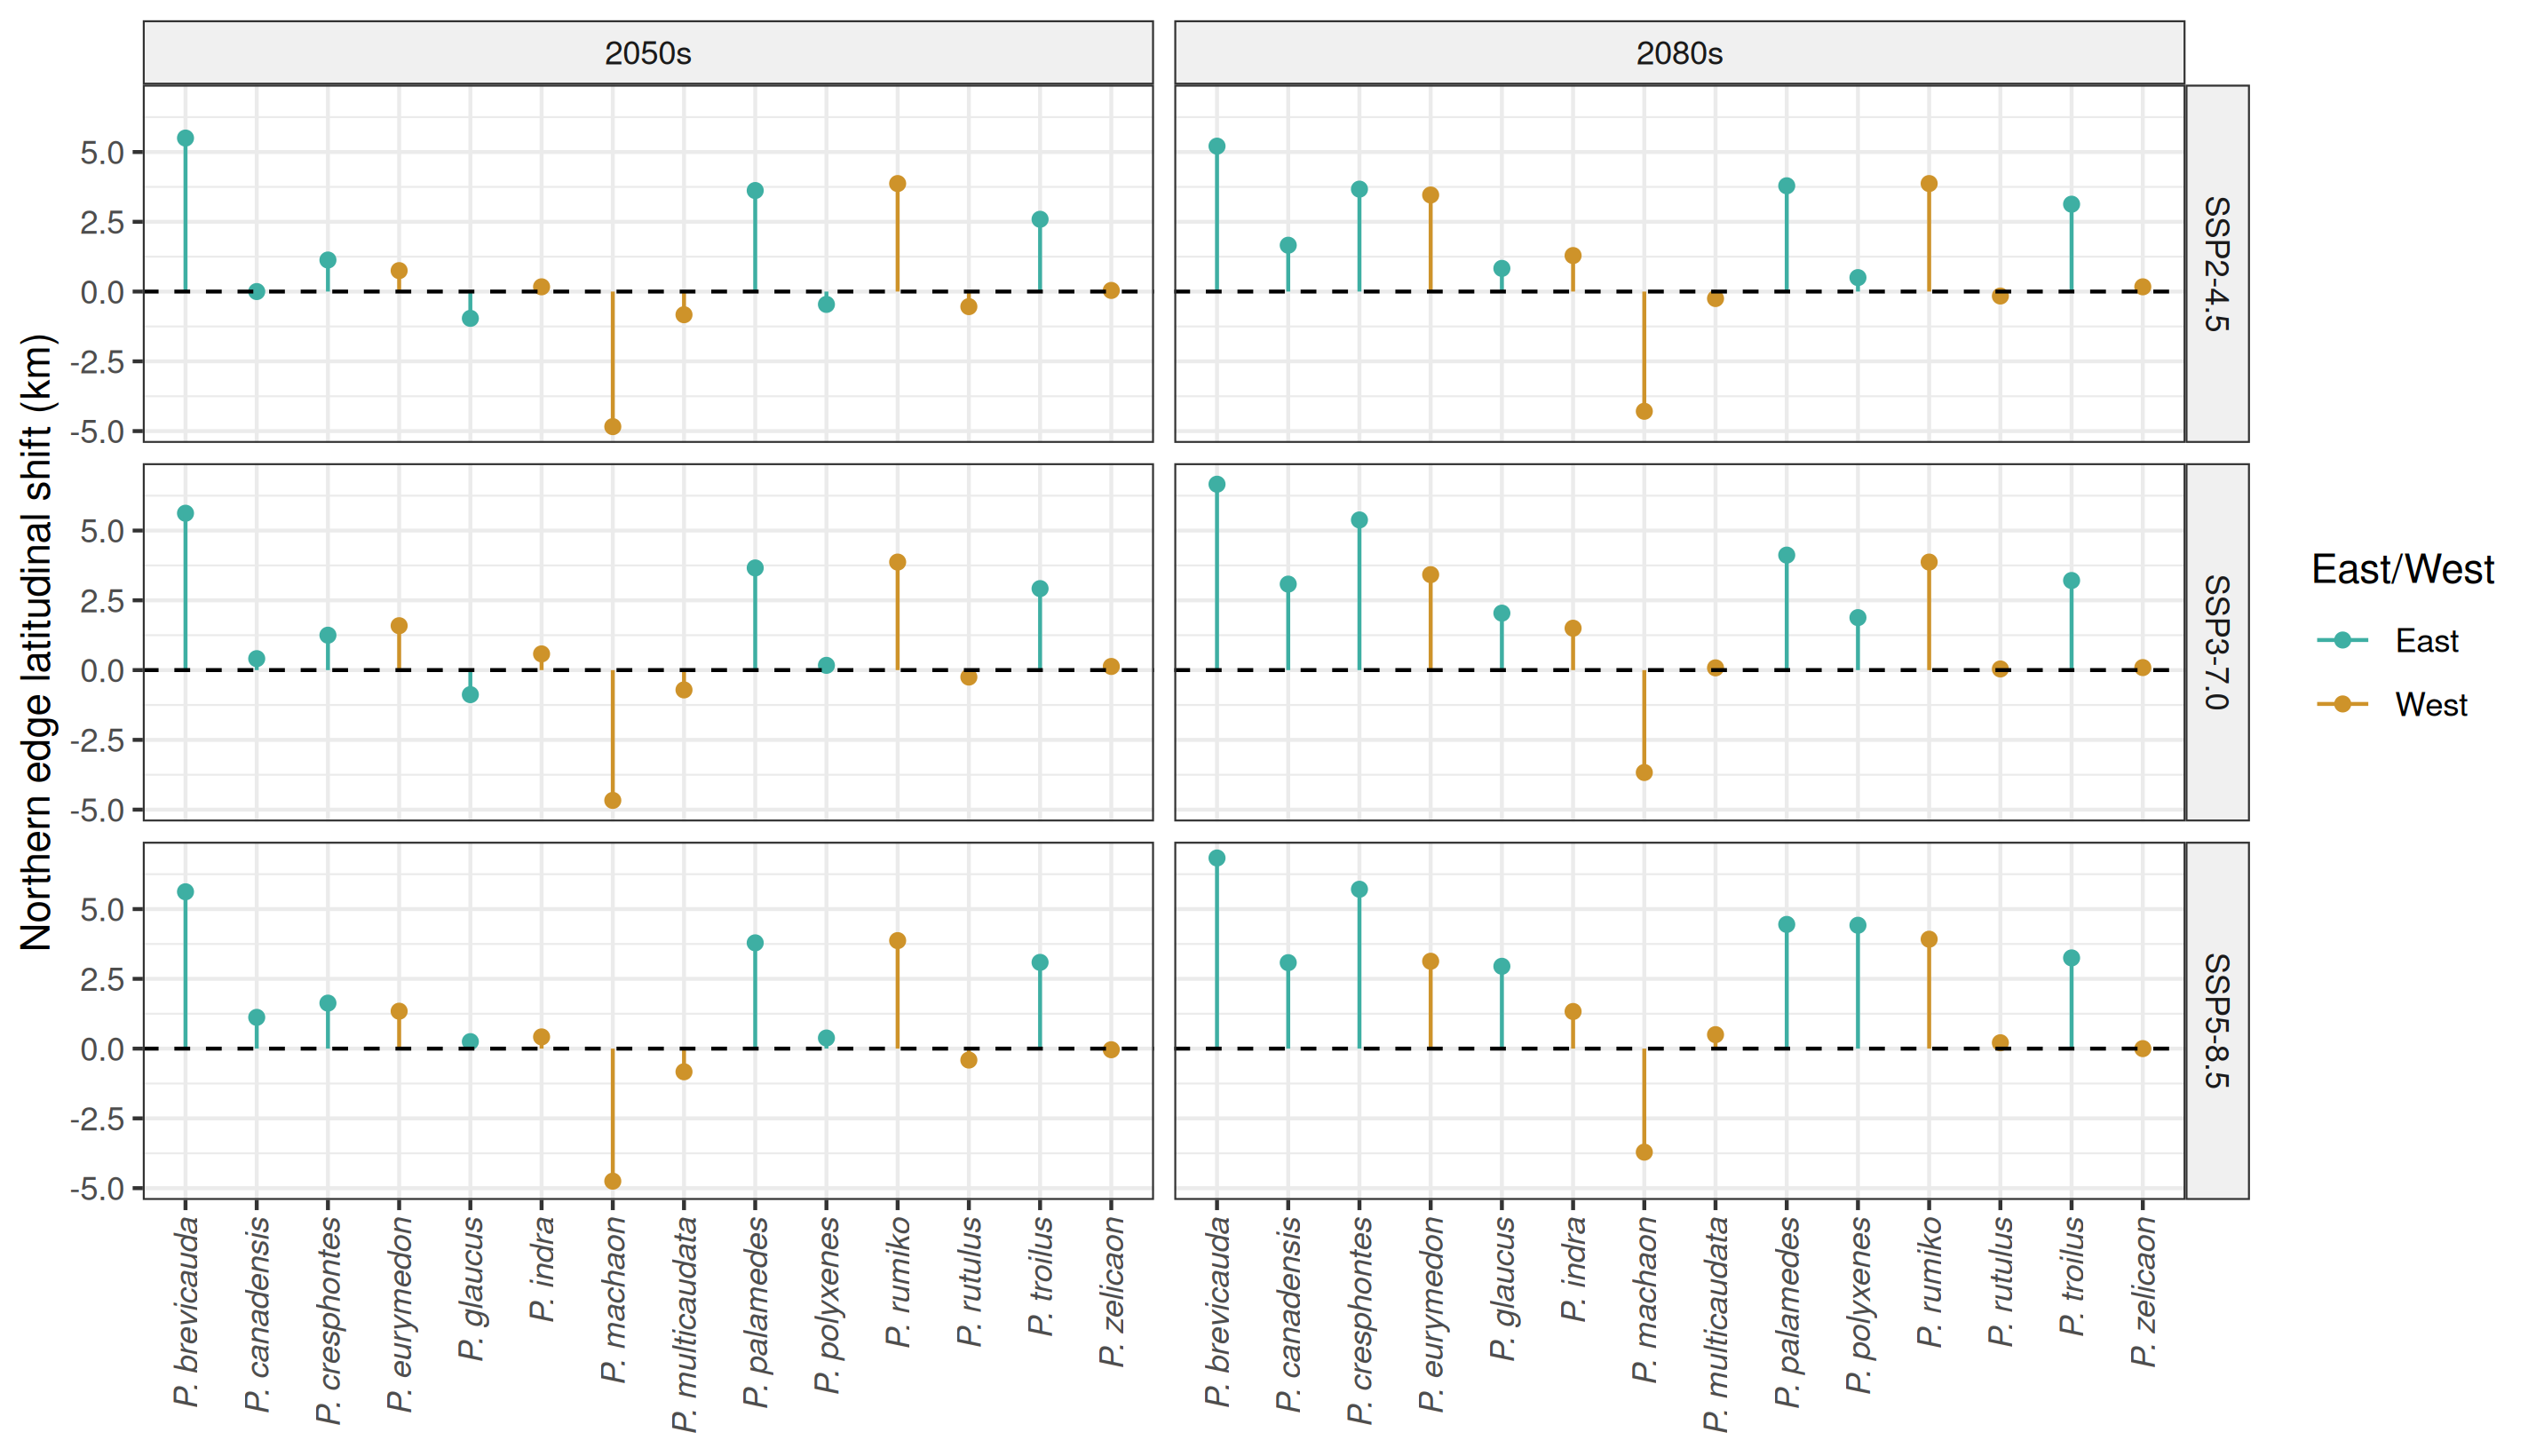 2050s
2080s
Northern edge latitudinal shift (km)
5.0
2.5
0.0
-2.5
-5.0
SSP2-4.5
5.0
2.5
0.0
-2.5
-5.0
SSP3-7.0
5.0
2.5
0.0
-2.5
-5.0
SSP5-8.5
P. brevicauda
P. canadensis
P. cresphontes
P. eurymedon
P. glaucus
P. indra
P. machaon
P. multicaudata
P. palamedes
P. polyxenes
P. rumiko
P. rutulus
P. troilus
P. zelicaon
P. brevicauda
P. canadensis
P. cresphontes
P. eurymedon
P. glaucus
P. indra
P. machaon
P. multicaudata
P. palamedes
P. polyxenes
P. rumiko
P. rutulus
P. troilus
P. zelicaon
East/West
East
West